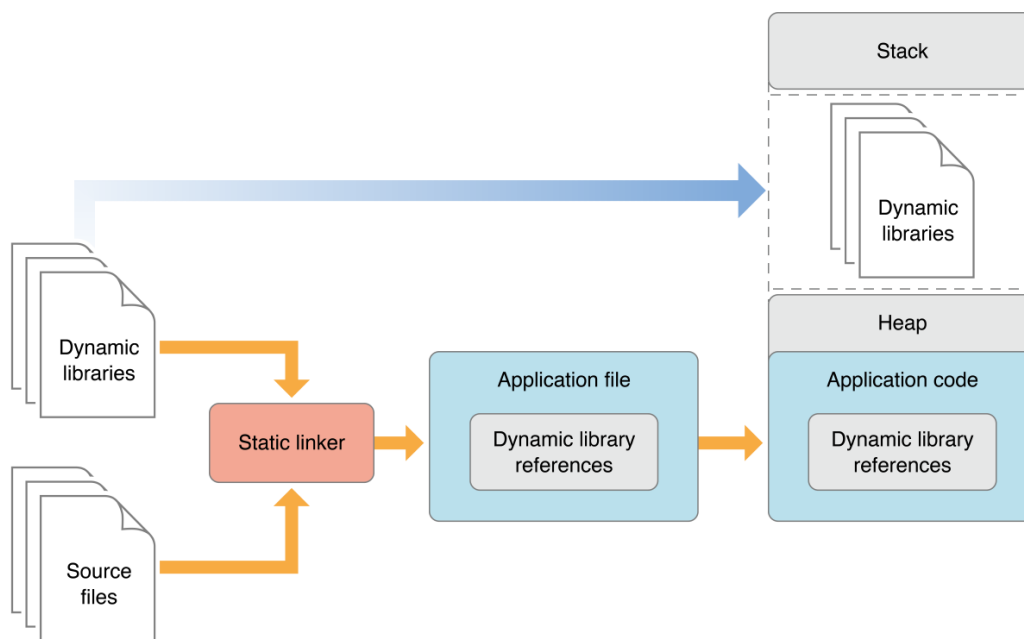 Stack
Dynamic
libraries
Dynamic
libraries
Heap
Application file
Application code
Static linker
Dynamic library
references
Dynamic library
references
Source
files